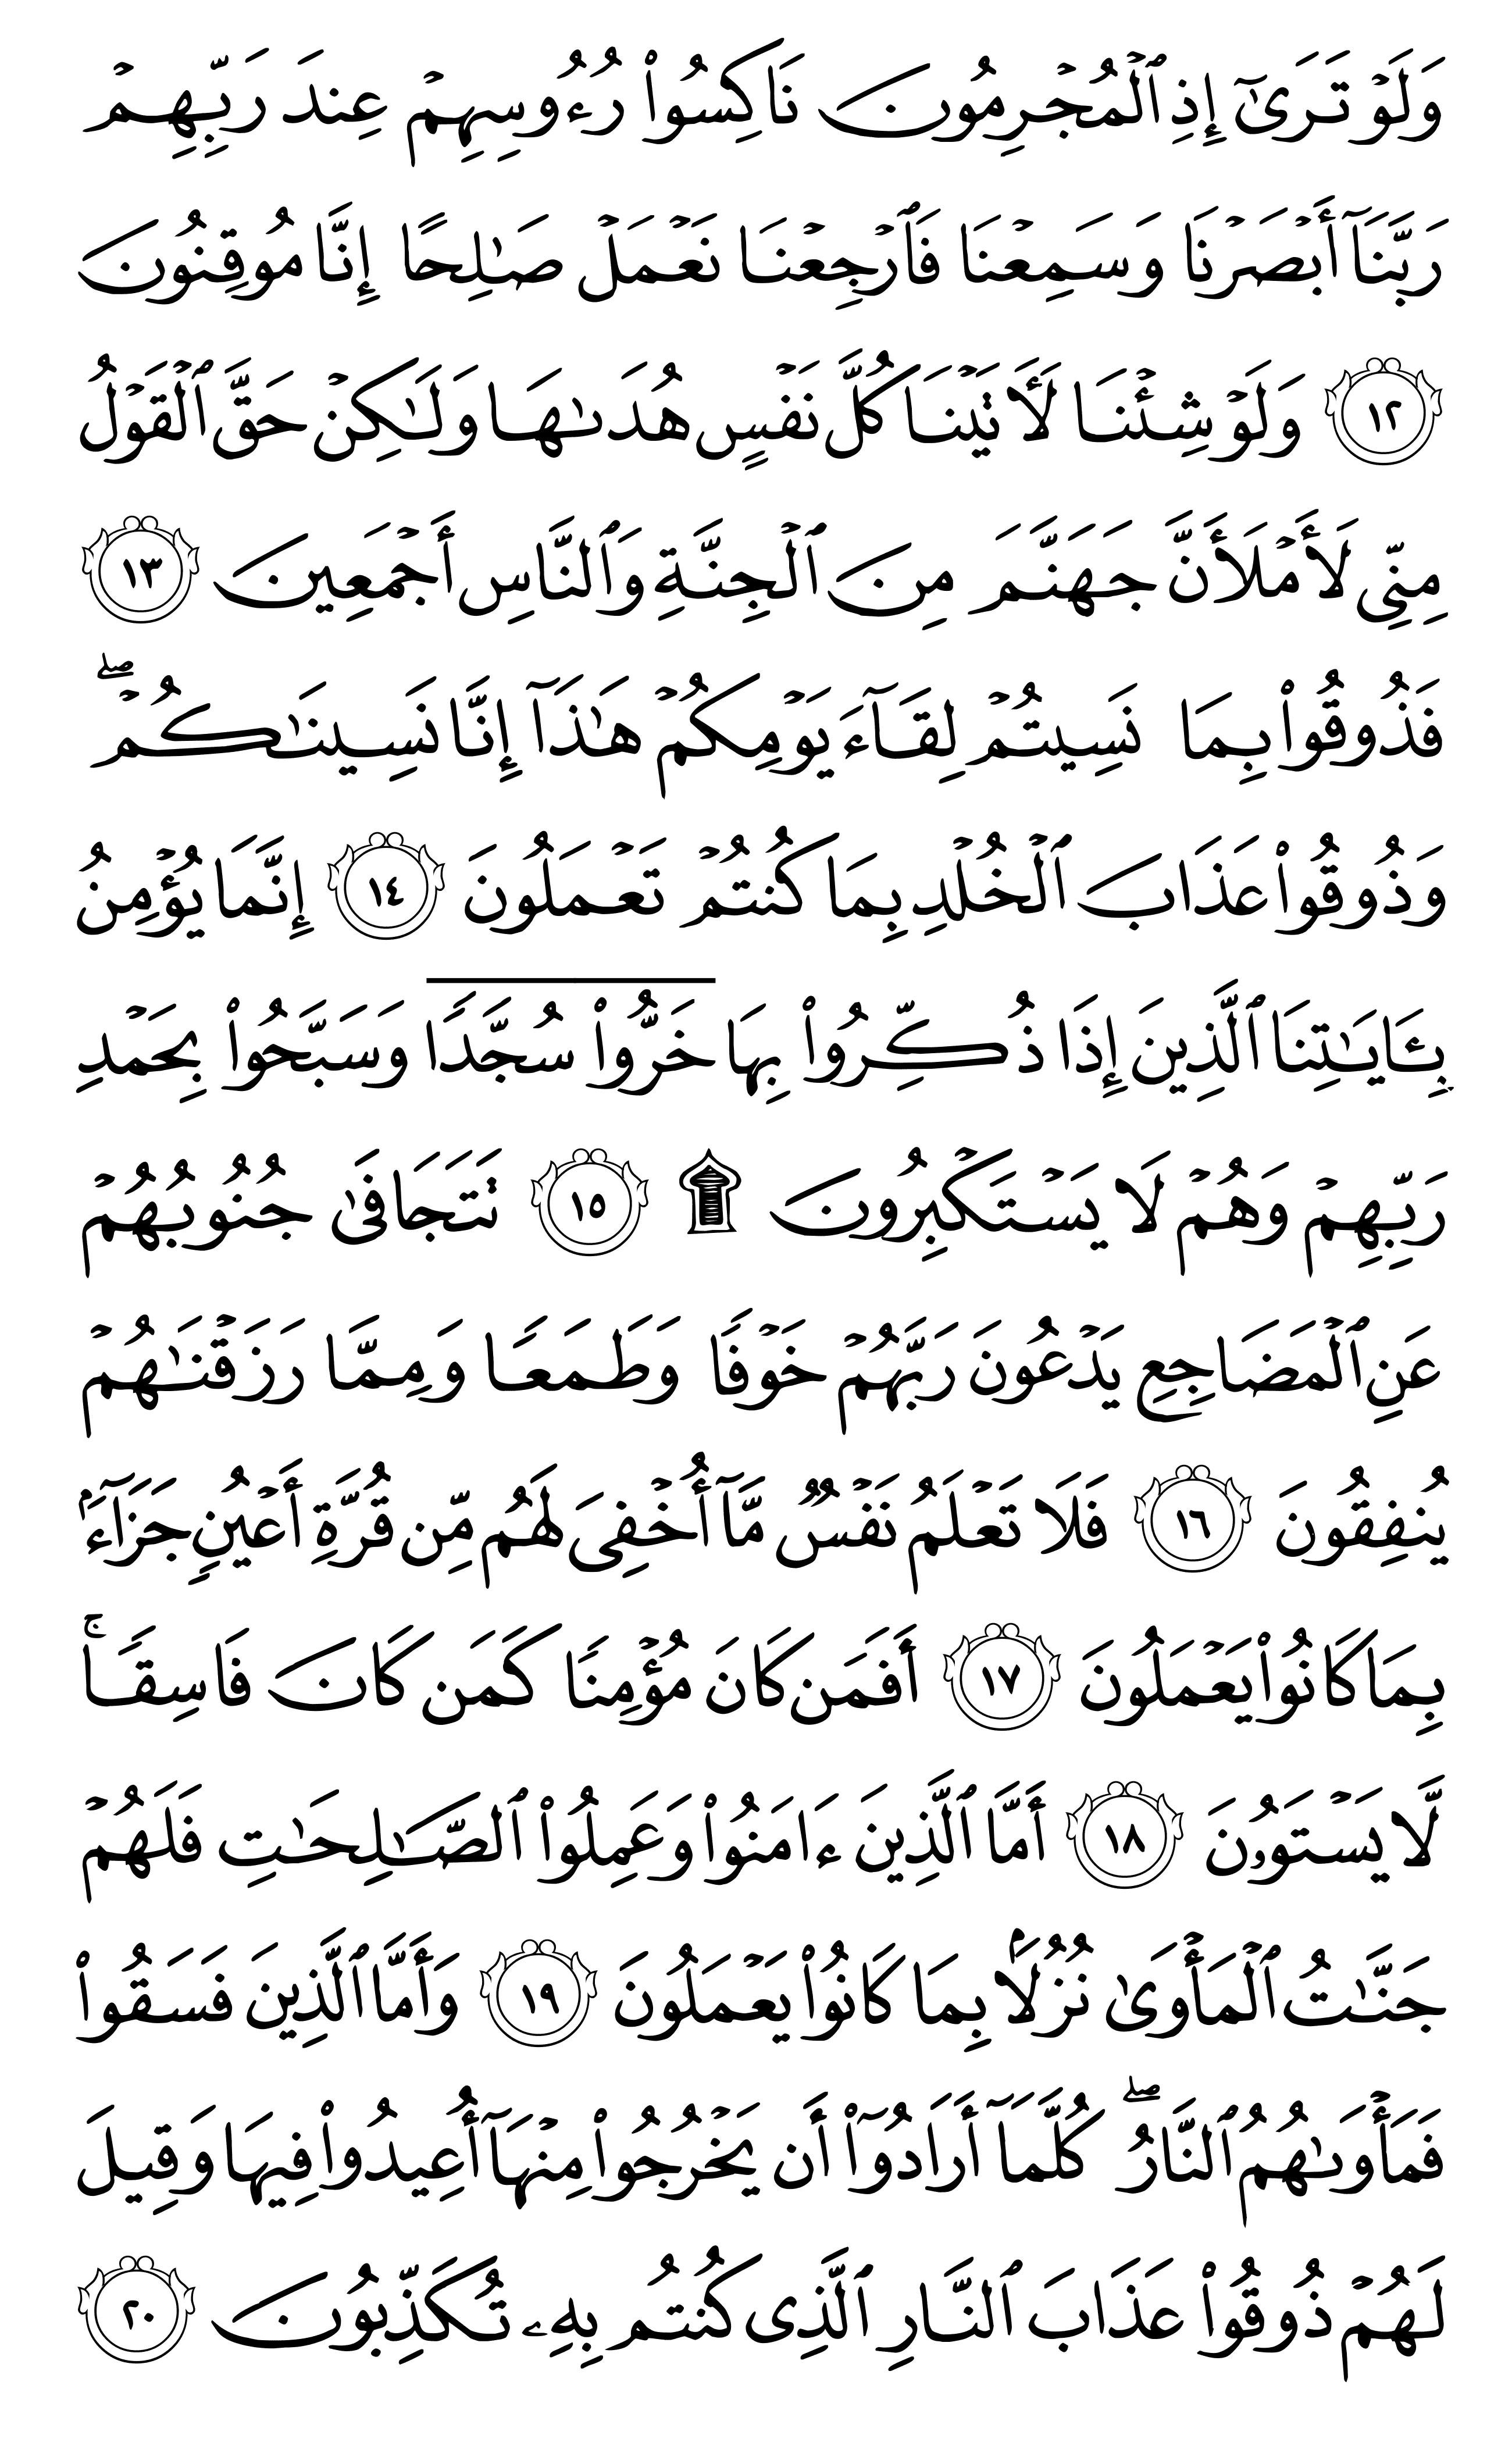 وَلَوْ تَرَىٰٓ إِذِ ٱلْمُجْرِمُونَ نَاكِسُوا۟ رُءُوسِهِمْ عِندَ رَبِّهِمْ
رَبَّنَآ أَبْصَرْنَا وَسَمِعْنَا فَٱرْجِعْنَا نَعْمَلْ صَـٰلِحًا إِنَّا مُوقِنُونَ
١٢ وَلَوْ شِئْنَا لَـَٔاتَيْنَا كُلَّ نَفْسٍ هُدَىٰهَا وَلَـٰكِنْ حَقَّ ٱلْقَوْلُ
مِنِّى لَأَمْلَأَنَّ جَهَنَّمَ مِنَ ٱلْجِنَّةِ وَٱلنَّاسِ أَجْمَعِينَ ١٣
فَذُوقُوا۟ بِمَا نَسِيتُمْ لِقَآءَ يَوْمِكُمْ هَـٰذَآ إِنَّا نَسِينَـٰكُمْ ۖ
وَذُوقُوا۟ عَذَابَ ٱلْخُلْدِ بِمَا كُنتُمْ تَعْمَلُونَ ١٤ إِنَّمَا يُؤْمِنُ
بِـَٔايَـٰتِنَا ٱلَّذِينَ إِذَا ذُكِّرُوا۟ بِهَا خَرُّوا۟ سُجَّدًا وَسَبَّحُوا۟ بِحَمْدِ
رَبِّهِمْ وَهُمْ لَا يَسْتَكْبِرُونَ ۩ ١٥ تَتَجَافَىٰ جُنُوبُهُمْ
عَنِ ٱلْمَضَاجِعِ يَدْعُونَ رَبَّهُمْ خَوْفًا وَطَمَعًا وَمِمَّا رَزَقْنَـٰهُمْ
يُنفِقُونَ ١٦ فَلَا تَعْلَمُ نَفْسٌ مَّآ أُخْفِىَ لَهُم مِّن قُرَّةِ أَعْيُنٍ جَزَآءًۢ
بِمَا كَانُوا۟ يَعْمَلُونَ ١٧ أَفَمَن كَانَ مُؤْمِنًا كَمَن كَانَ فَاسِقًا ۚ
لَّا يَسْتَوُۥنَ ١٨ أَمَّا ٱلَّذِينَ ءَامَنُوا۟ وَعَمِلُوا۟ ٱلصَّـٰلِحَـٰتِ فَلَهُمْ
جَنَّـٰتُ ٱلْمَأْوَىٰ نُزُلًۢا بِمَا كَانُوا۟ يَعْمَلُونَ ١٩ وَأَمَّا ٱلَّذِينَ فَسَقُوا۟
فَمَأْوَىٰهُمُ ٱلنَّارُ ۖ كُلَّمَآ أَرَادُوٓا۟ أَن يَخْرُجُوا۟ مِنْهَآ أُعِيدُوا۟ فِيهَا وَقِيلَ
لَهُمْ ذُوقُوا۟ عَذَابَ ٱلنَّارِ ٱلَّذِى كُنتُم بِهِۦ تُكَذِّبُونَ ٢٠